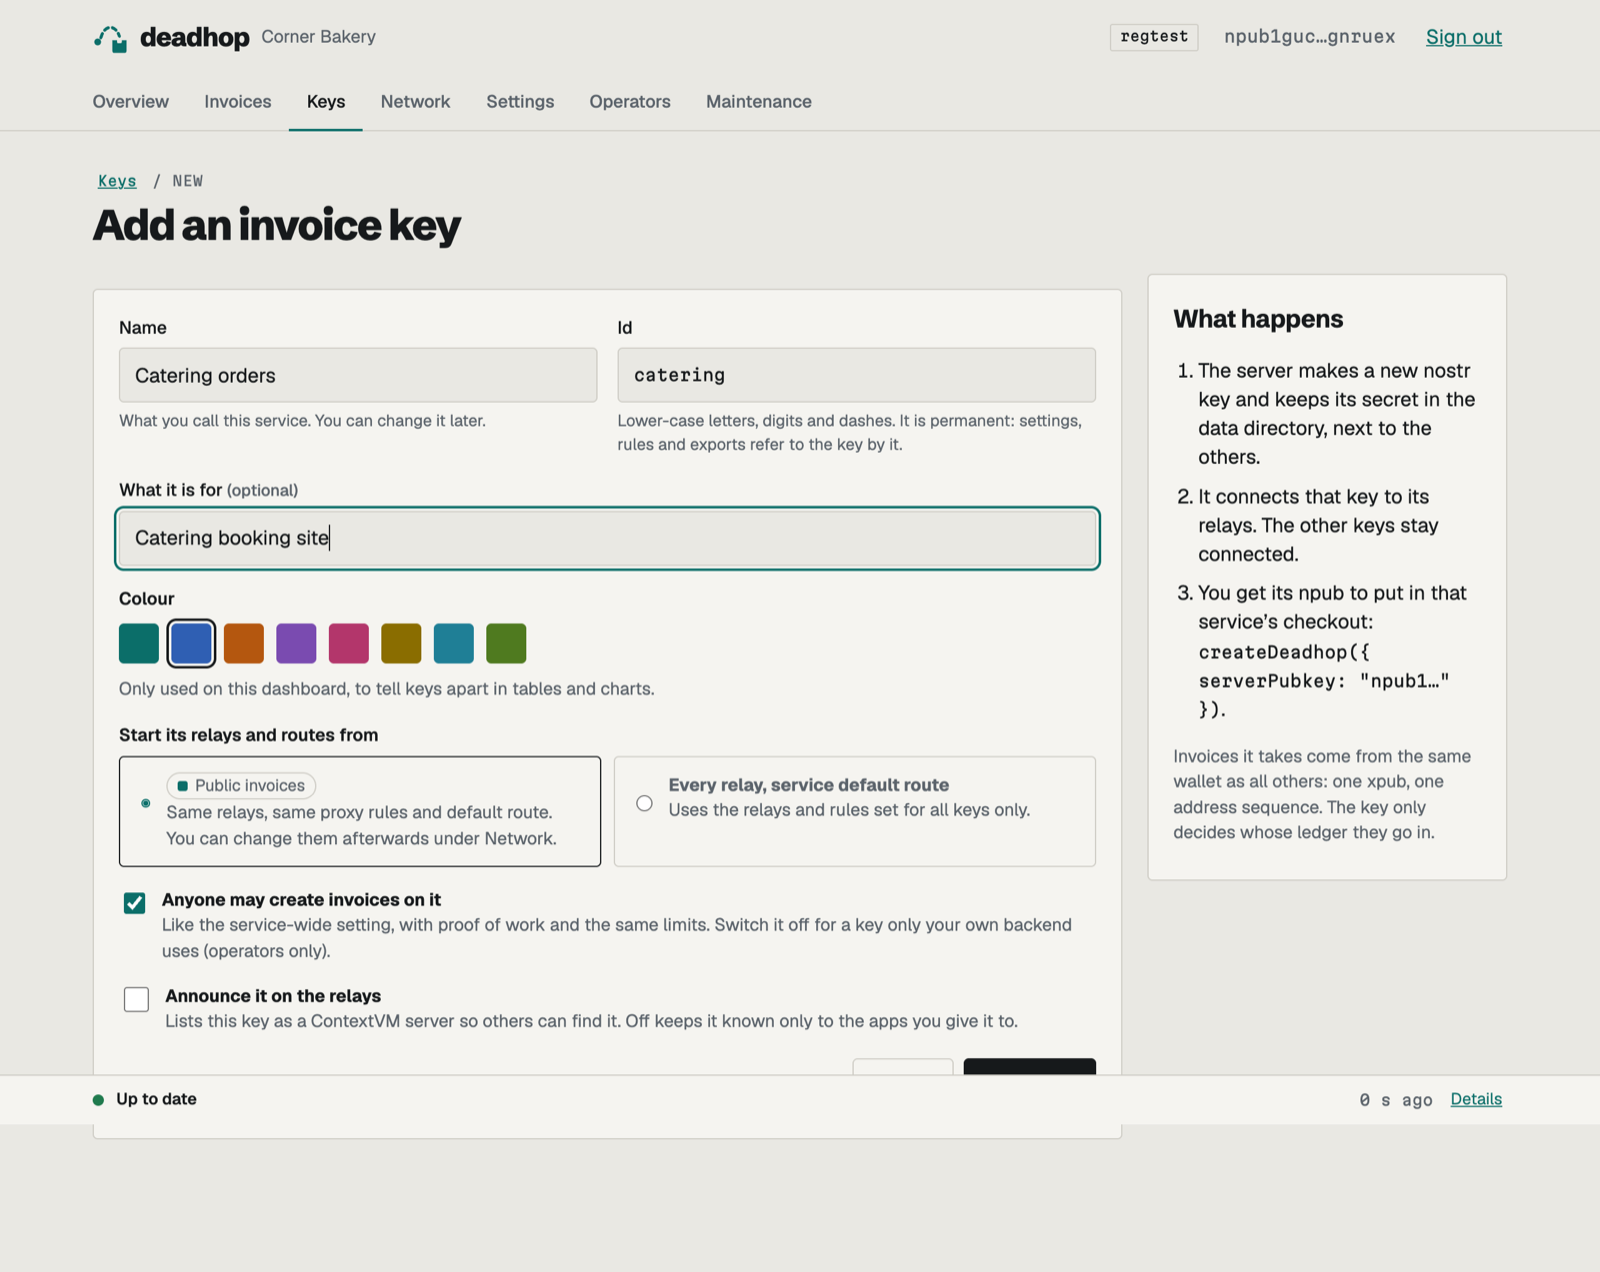 deadhop Corner Bakery
regtest npub1guc…gnruex Sign out
Overview Invoices Keys Network Settings Operators Maintenance
Keys / NEW
Add an invoice key
Name
Catering orders
What you call this service. You can change it later.
Id
catering
Lower-case letters, digits and dashes. It is permanent: settings,
rules and exports refer to the key by it.
What it is for (optional)
Catering booking site
Colour
Only used on this dashboard, to tell keys apart in tables and charts.
Start its relays and routes from
Public invoices
Same relays, same proxy rules and default route.
You can change them afterwards under Network.
Every relay, service default route
Uses the relays and rules set for all keys only.
Anyone may create invoices on it
Like the service-wide setting, with proof of work and the same limits. Switch it off for a key only your own backend
uses (operators only).
Announce it on the relays
Lists this key as a ContextVM server so others can find it. Off keeps it known only to the apps you give it to.
What happens
1. The server makes a new nostr
key and keeps its secret in the
data directory, next to the
others.
2. It connects that key to its
relays. The other keys stay
connected.
3. You get its npub to put in that
service’s checkout:
createDeadhop({
serverPubkey: "npub1…"
}).
Invoices it takes come from the same
wallet as all others: one xpub, one
address sequence. The key only
decides whose ledger they go in.
Up to date
0 s ago Details